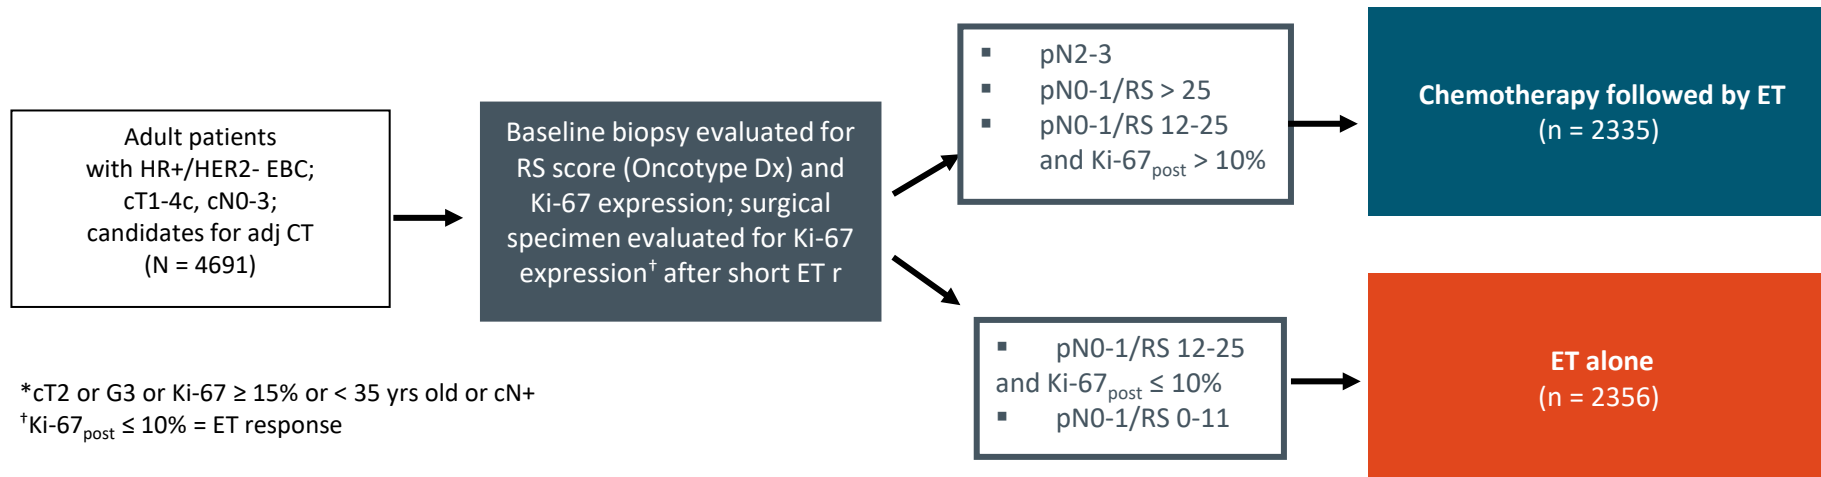 Adult patients
with HR+/HER2- EBC;
cT1-4c, cN0-3;
candidates for adj CT
(N = 4691)
Baseline biopsy evaluated for
RS score (Oncotype Dx) and
Ki-67 expression; surgical
specimen evaluated for Ki-67
expression† after short ET r
▪ pN2-3
▪ pN0-1/RS > 25
▪ pN0-1/RS 12-25
and Ki-67post > 10%
Chemotherapy followed by ET
(n = 2335)
▪ pN0-1/RS 12-25
and Ki-67post ≤ 10%
▪ pN0-1/RS 0-11
ET alone
(n = 2356)
*cT2 or G3 or Ki-67 ≥ 15% or < 35 yrs old or cN+
†Ki-67post ≤ 10% = ET response